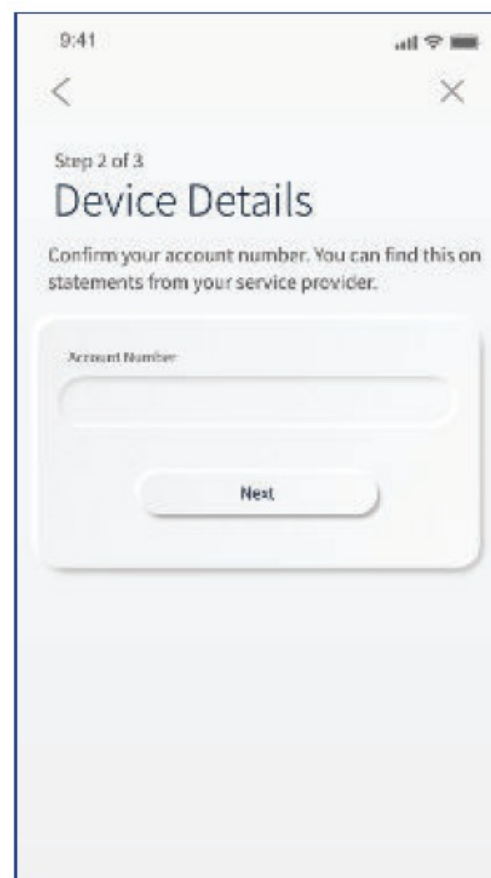 9:41
Step 2 of 3
Device Details
Confirm your account number. You can find this on
statements from your service provider.
Account Number
Next